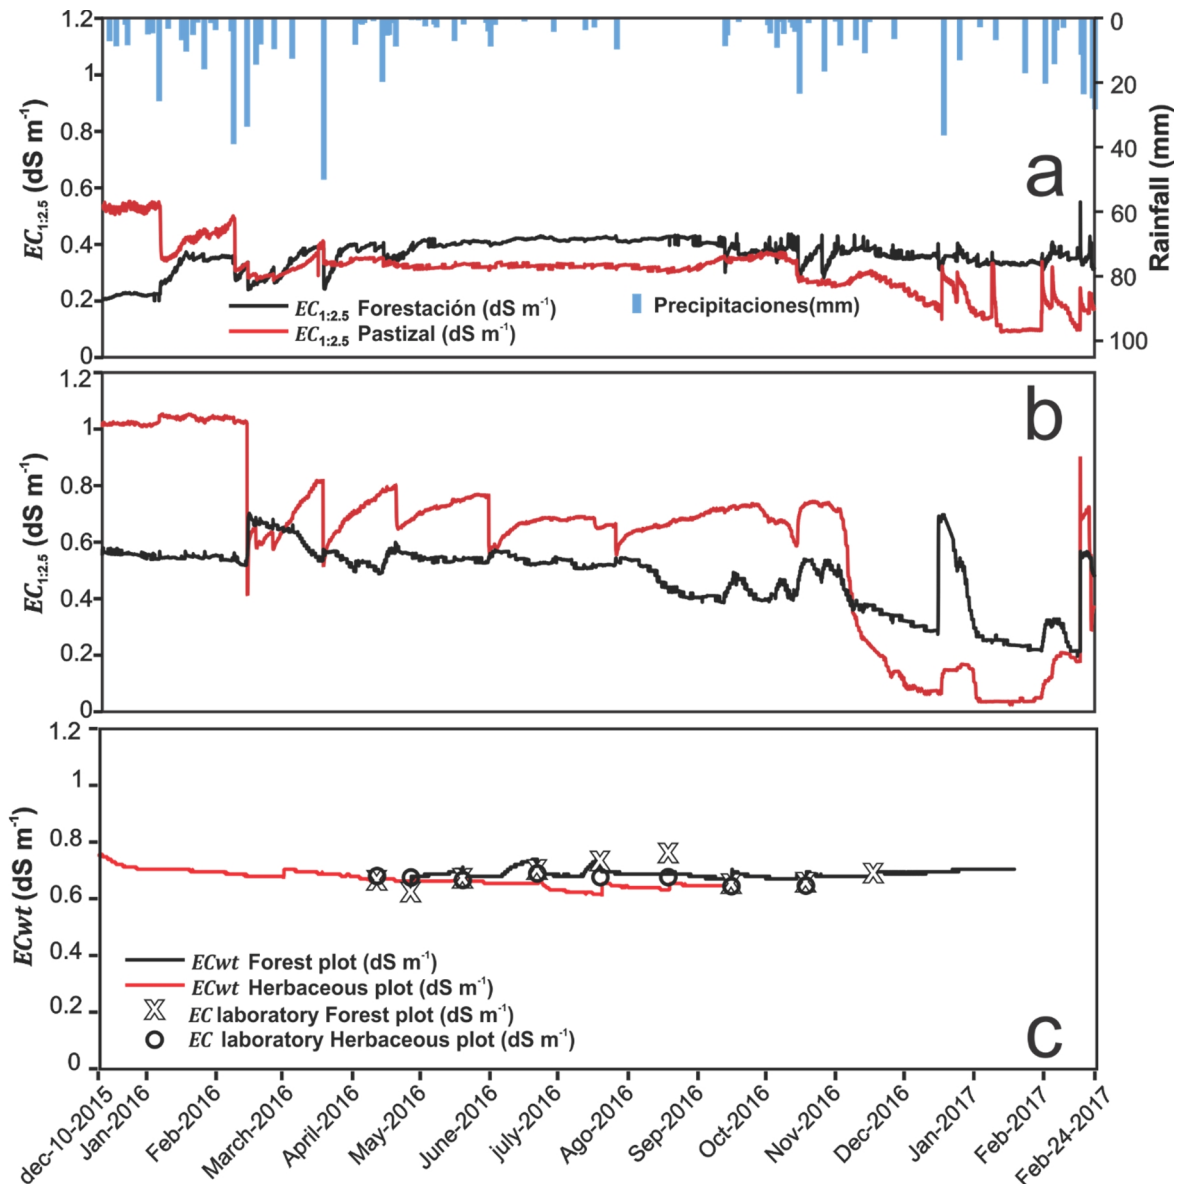 1.2
1
0.8
0.6
0.4
0.2
0
EC1:2.5 (dS m-1)
0
20
40
60
80
100
Rainfall (mm)
a
EC1:2.5 Forestación (dS m-1)
EC1:2.5 Pastizal (dS m-1)
Precipitaciones(mm)
1.2
1
0.8
0.6
0.4
0.2
0
EC1:2.5 (dS m-1)
b
1.2
1
0.8
0.6
0.4
0.2
0
ECwt (dS m-1)
ECwt Forest plot (dS m-1)
ECwt Herbaceous plot (dS m-1)
X EC laboratory Forest plot (dS m-1)
EC laboratory Herbaceous plot (dS m-1)
c
dec-10-2015
Jan-2016
Feb-2016
March-2016
April-2016
May-2016
June-2016
july-2016
Ago-2016
Sep-2016
Oct-2016
Nov-2016
Dec-2016
Jan-2017
Feb-2017
Feb-24-2017